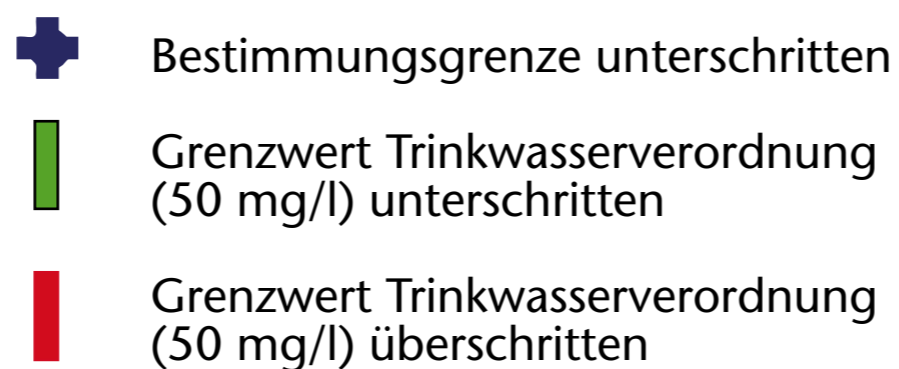 Bestimmungsgrenze unterschritten
Grenzwert Trinkwasserverordnung
(50 mg/l) unterschritten
Grenzwert Trinkwasserverordnung
(50 mg/l) überschritten